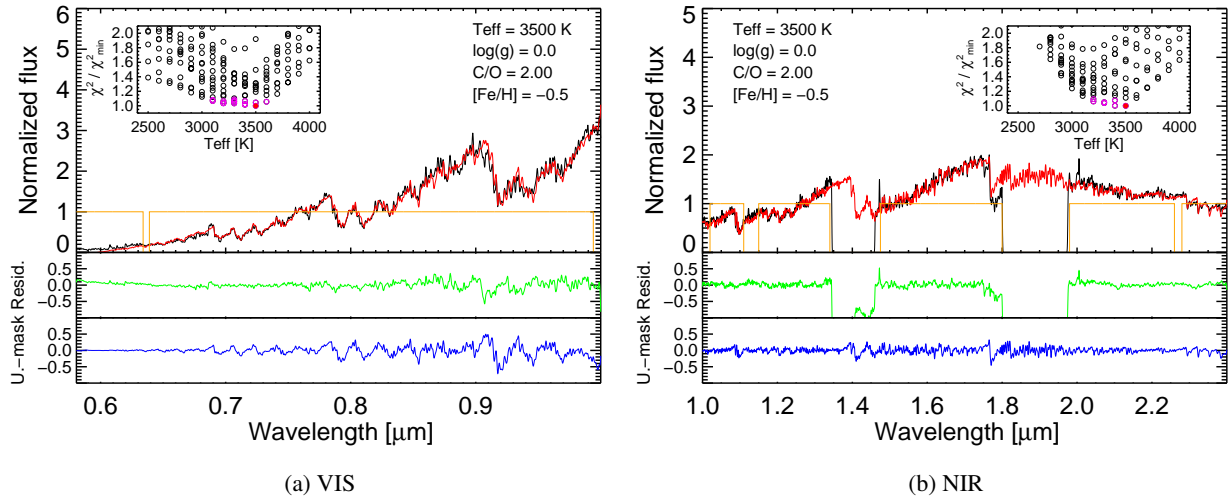 6
5
4
3
2
1
0
Normalized flux
2.0
1.8
1.6
1.4
1.2
1.0
χ² / χ²min
2500 3000 3500 4000
Teff [K]
Teff = 3500 K
log(g) = 0.0
C/O = 2.00
[Fe/H] = −0.5
0.5
0.0
−0.5
Resid.
0.5
0.0
−0.5
U.-mask
0.6 0.7 0.8 0.9
Wavelength [μm]
(a) VIS
5
4
3
2
1
0
Normalized flux
Teff = 3500 K
log(g) = 0.0
C/O = 2.00
[Fe/H] = −0.5
2.0
1.8
1.6
1.4
1.2
1.0
χ² / χ²min
2500 3000 3500 4000
Teff [K]
0.5
0.0
−0.5
Resid.
0.5
0.0
−0.5
U.-mask
1.0 1.2 1.4 1.6 1.8 2.0 2.2
Wavelength [μm]
(b) NIR